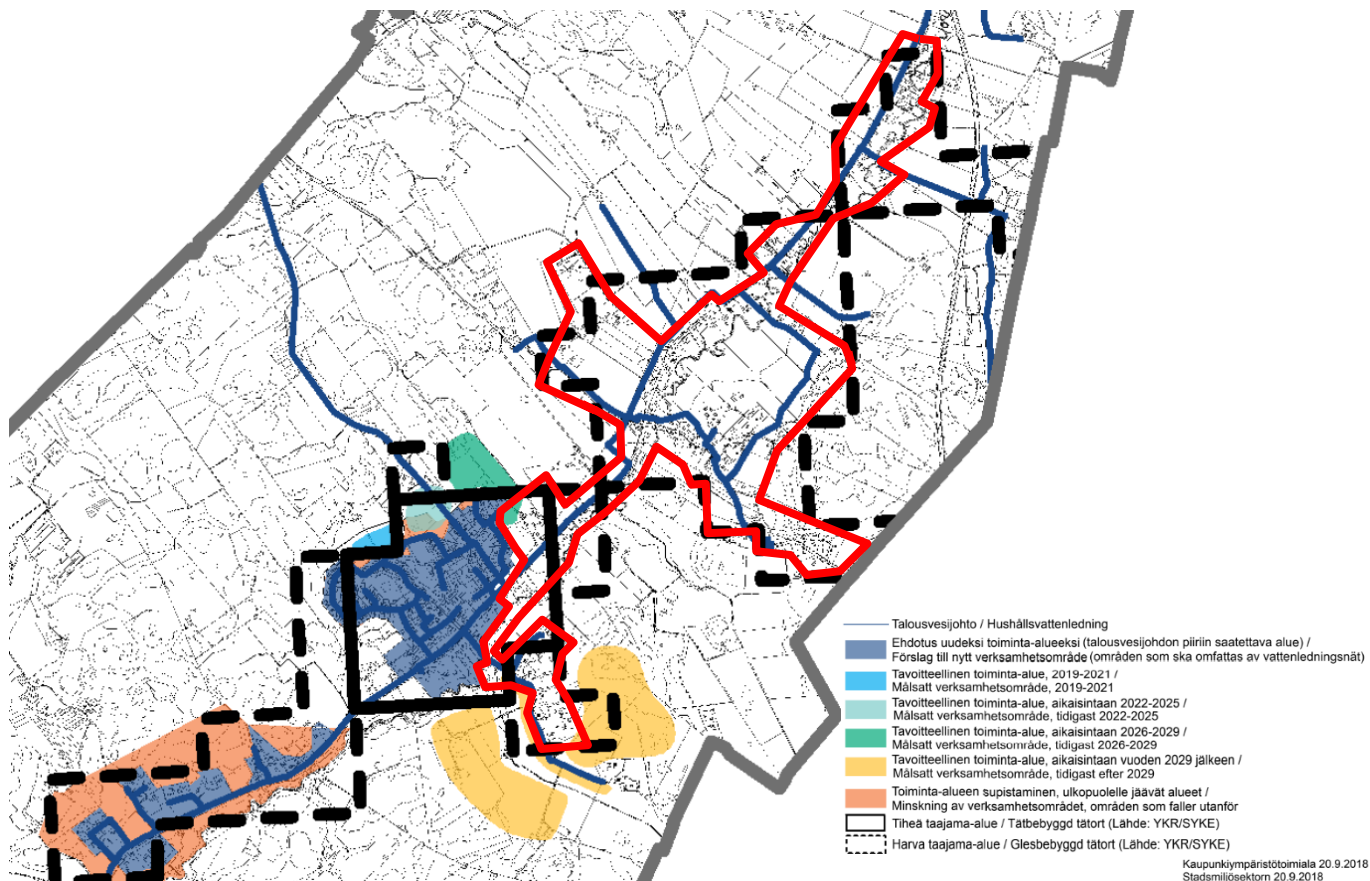 Talousvesijohto / Hushållsvattenledning
Ehdotus uudeksi toiminta-alueeksi (talousvesijohdon piiriin saatettava alue) /
Förslag till nytt verksamhetsområde (områden som ska omfattas av vattenledningsnät)
Tavoitteellinen toiminta-alue, 2019-2021 /
Målsatt verksamhetsområde, 2019-2021
Tavoitteellinen toiminta-alue, aikaisintaan 2022-2025 /
Målsatt verksamhetsområde, tidigast 2022-2025
Tavoitteellinen toiminta-alue, aikaisintaan 2026-2029 /
Målsatt verksamhetsområde, tidigast 2026-2029
Tavoitteellinen toiminta-alue, aikaisintaan vuoden 2029 jälkeen /
Målsatt verksamhetsområde, tidigast efter 2029
Toiminta-alueen supistaminen, ulkopuolelle jäävät alueet /
Minskning av verksamhetsområdet, områden som faller utanför
Tiheä taajama-alue / Tätbebyggd tätort (Lähde: YKR/SYKE)
Harva taajama-alue / Glesbebyggd tätort (Lähde: YKR/SYKE)
Kaupunkiympäristötoimiala 20.9.2018
Stadsmiljösektorn 20.9.2018